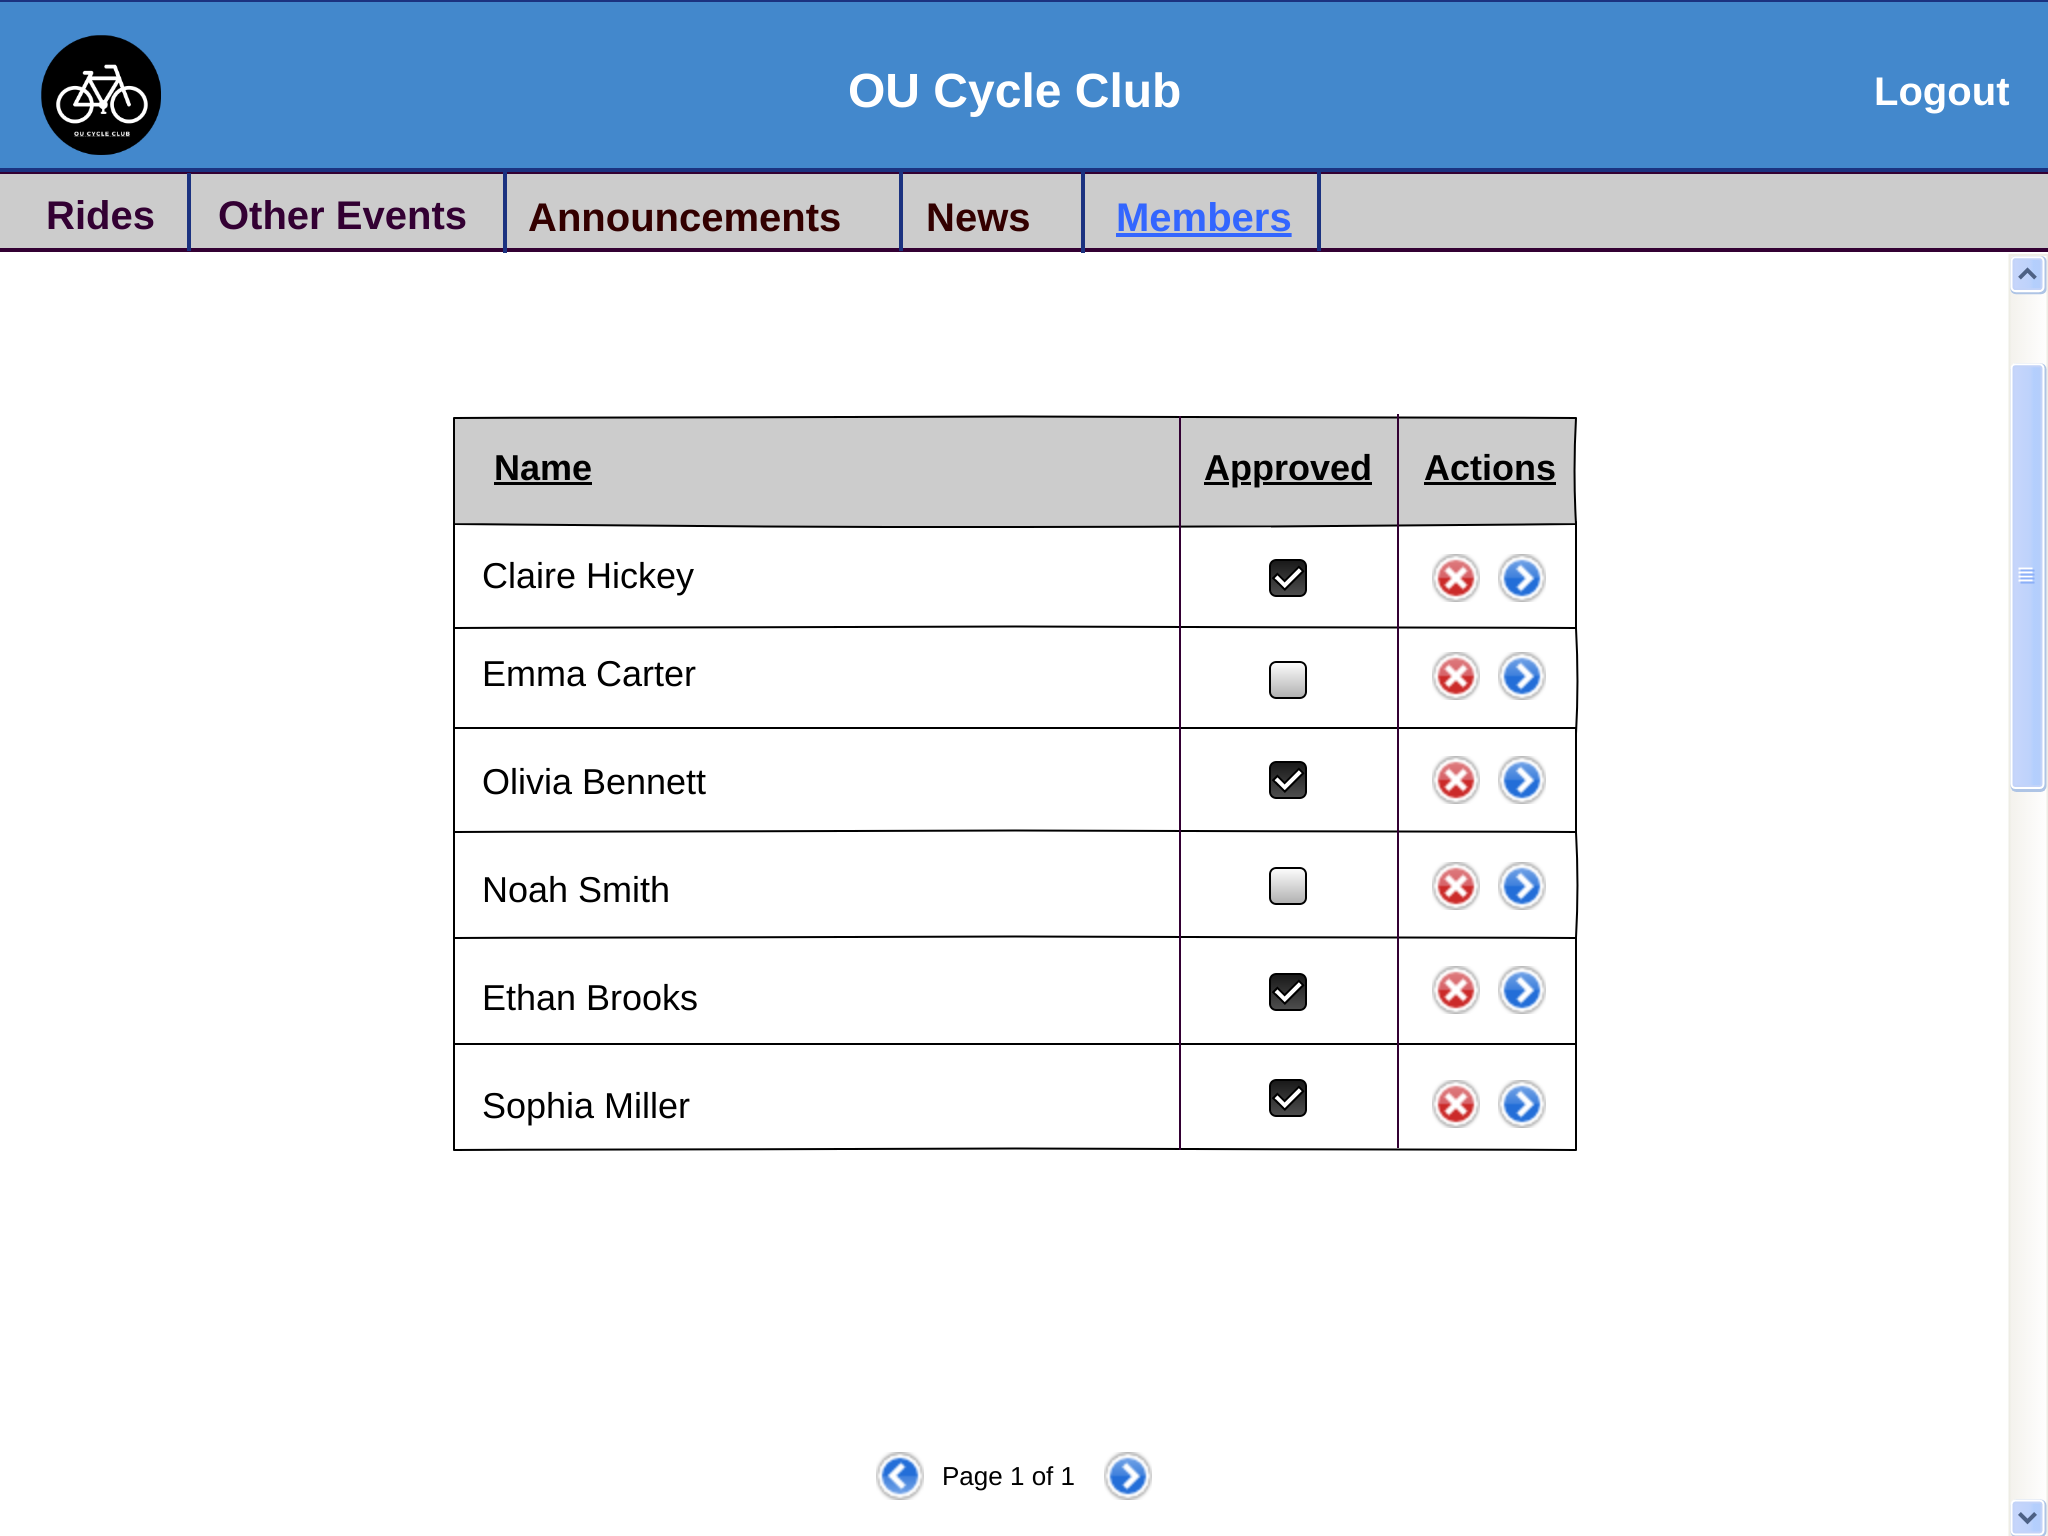 OU CYCLE CLUB
OU Cycle Club
Logout
Rides
Other Events
Announcements
News
Members
Name
Approved
Actions
Claire Hickey
Emma Carter
Olivia Bennett
Noah Smith
Ethan Brooks
Sophia Miller
Page 1 of 1